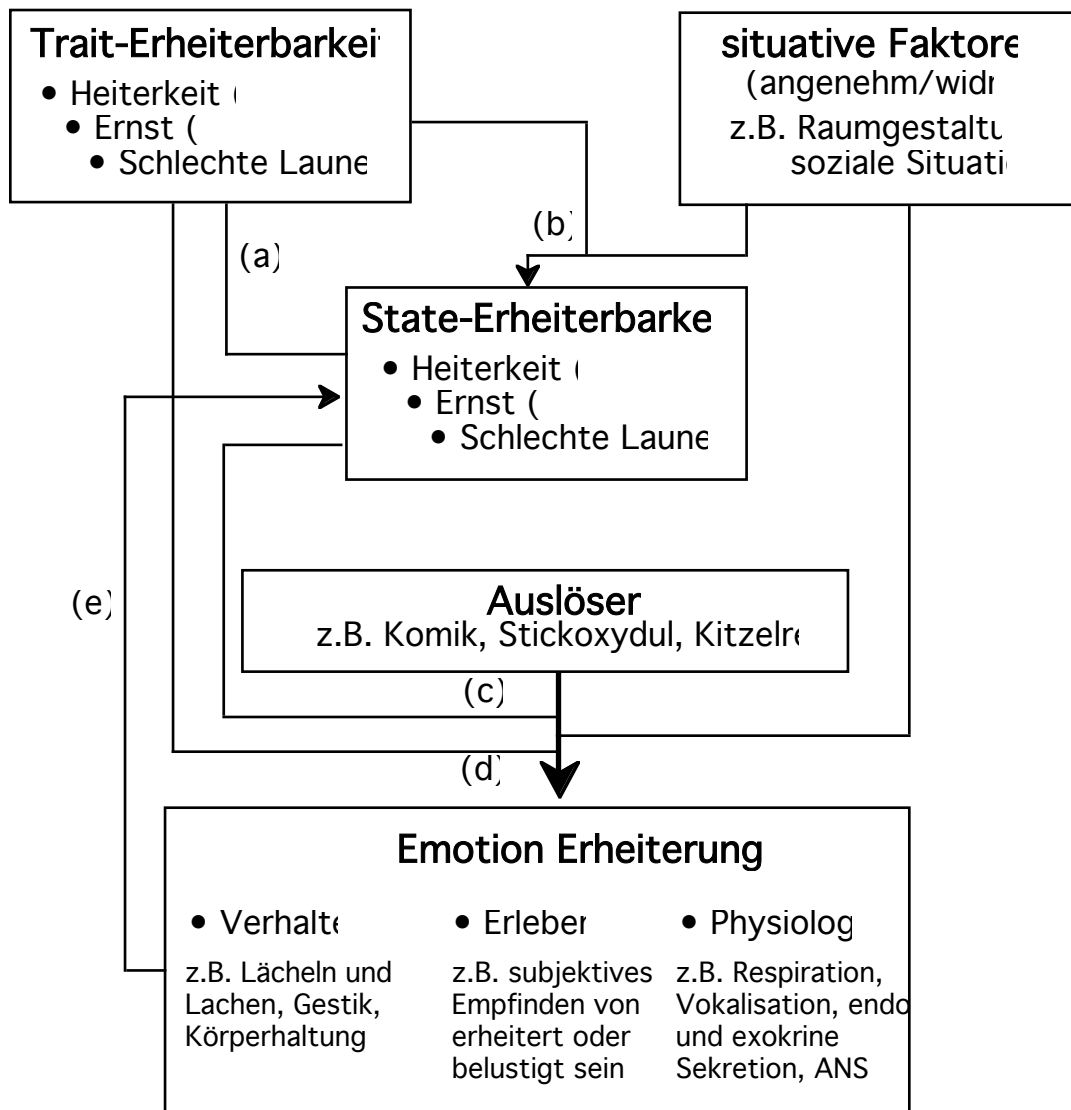 Trait-Erheiterbarkei
• Heiterkeit (
• Ernst (
• Schlechte Laune
situative Faktore
(angenehm/widr
z.B. Raumgestaltu
soziale Situati
(a)
(b)
State-Erheiterbarke
• Heiterkeit (
• Ernst (
• Schlechte Laune
(e)
Auslöser
z.B. Komik, Stickoxydul, Kitzelre
(c)
(d)
Emotion Erheiterung
• Verhalte
z.B. Lächeln und
Lachen, Gestik,
Körperhaltung
• Erleben
z.B. subjektives
Empfinden von
erheitert oder
belustigt sein
• Physiolog
z.B. Respiration,
Vokalisation, endo
und exokrine
Sekretion, ANS